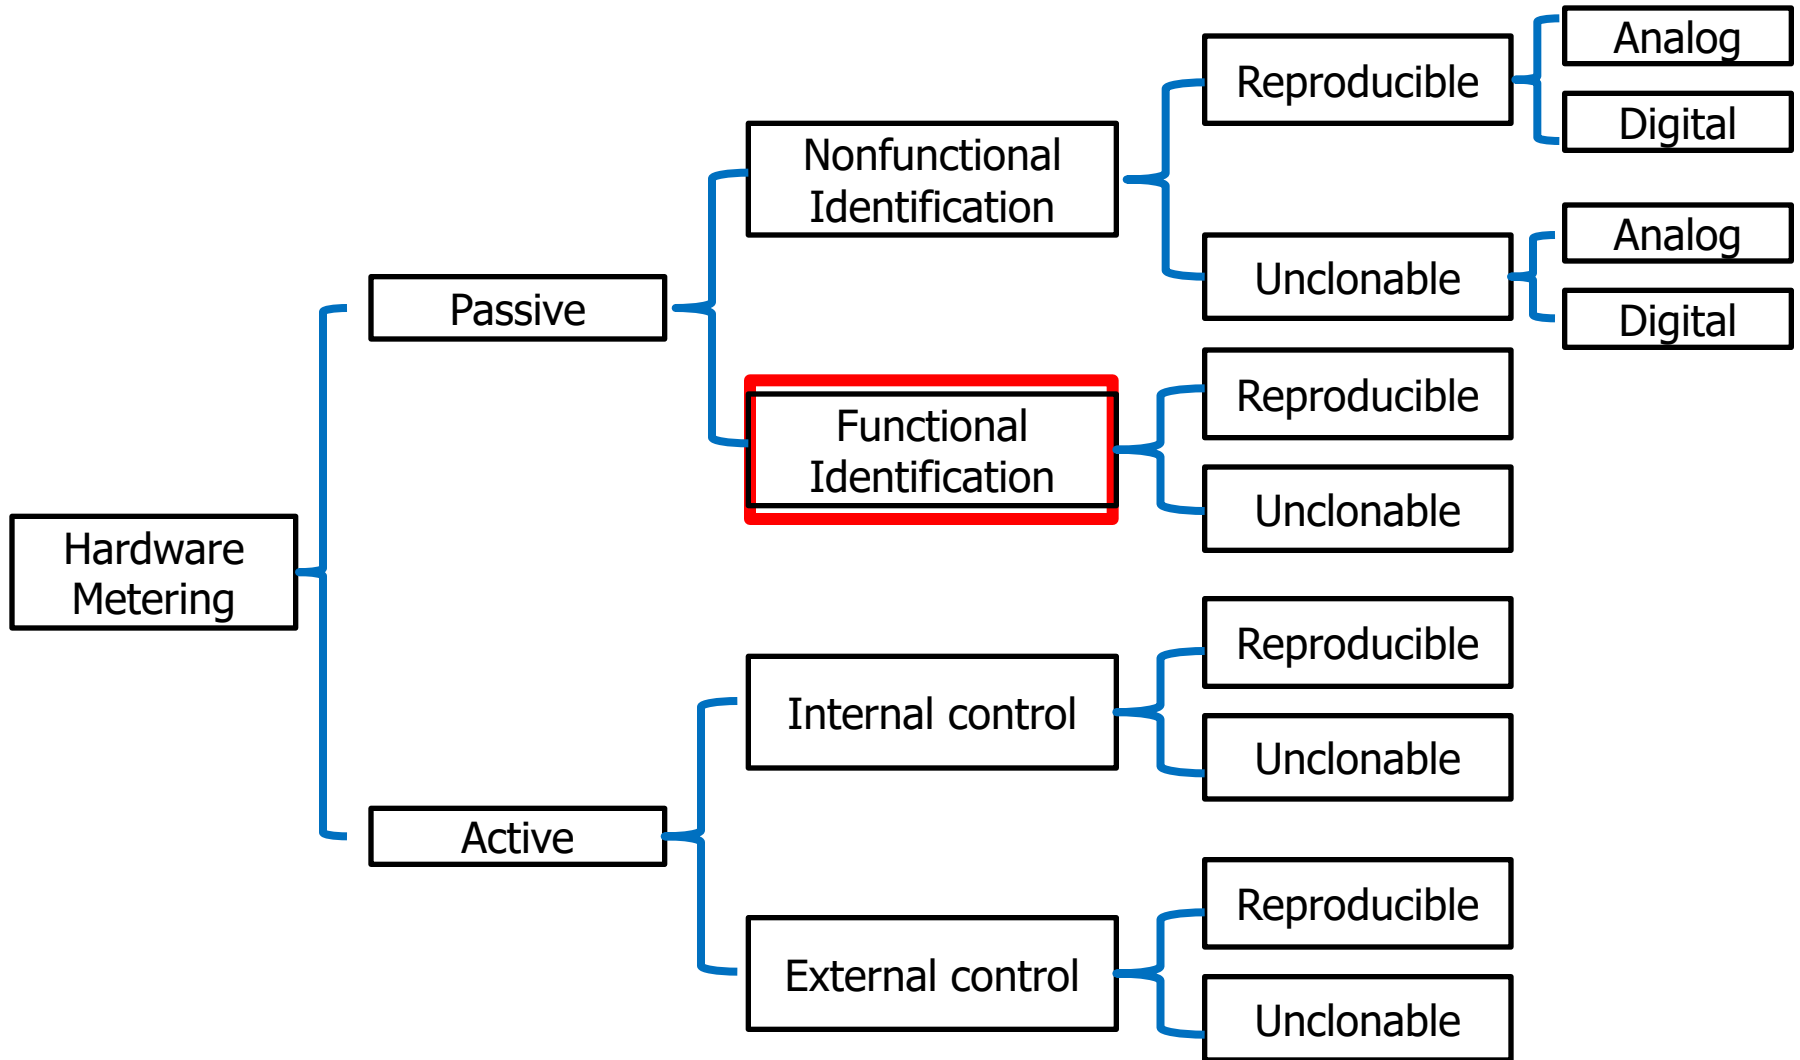 Hardware
Metering
Passive
Nonfunctional
Identification
Reproducible
Analog
Digital
Unclonable
Analog
Digital
Functional
Identification
Reproducible
Unclonable
Active
Internal control
Reproducible
Unclonable
External control
Reproducible
Unclonable